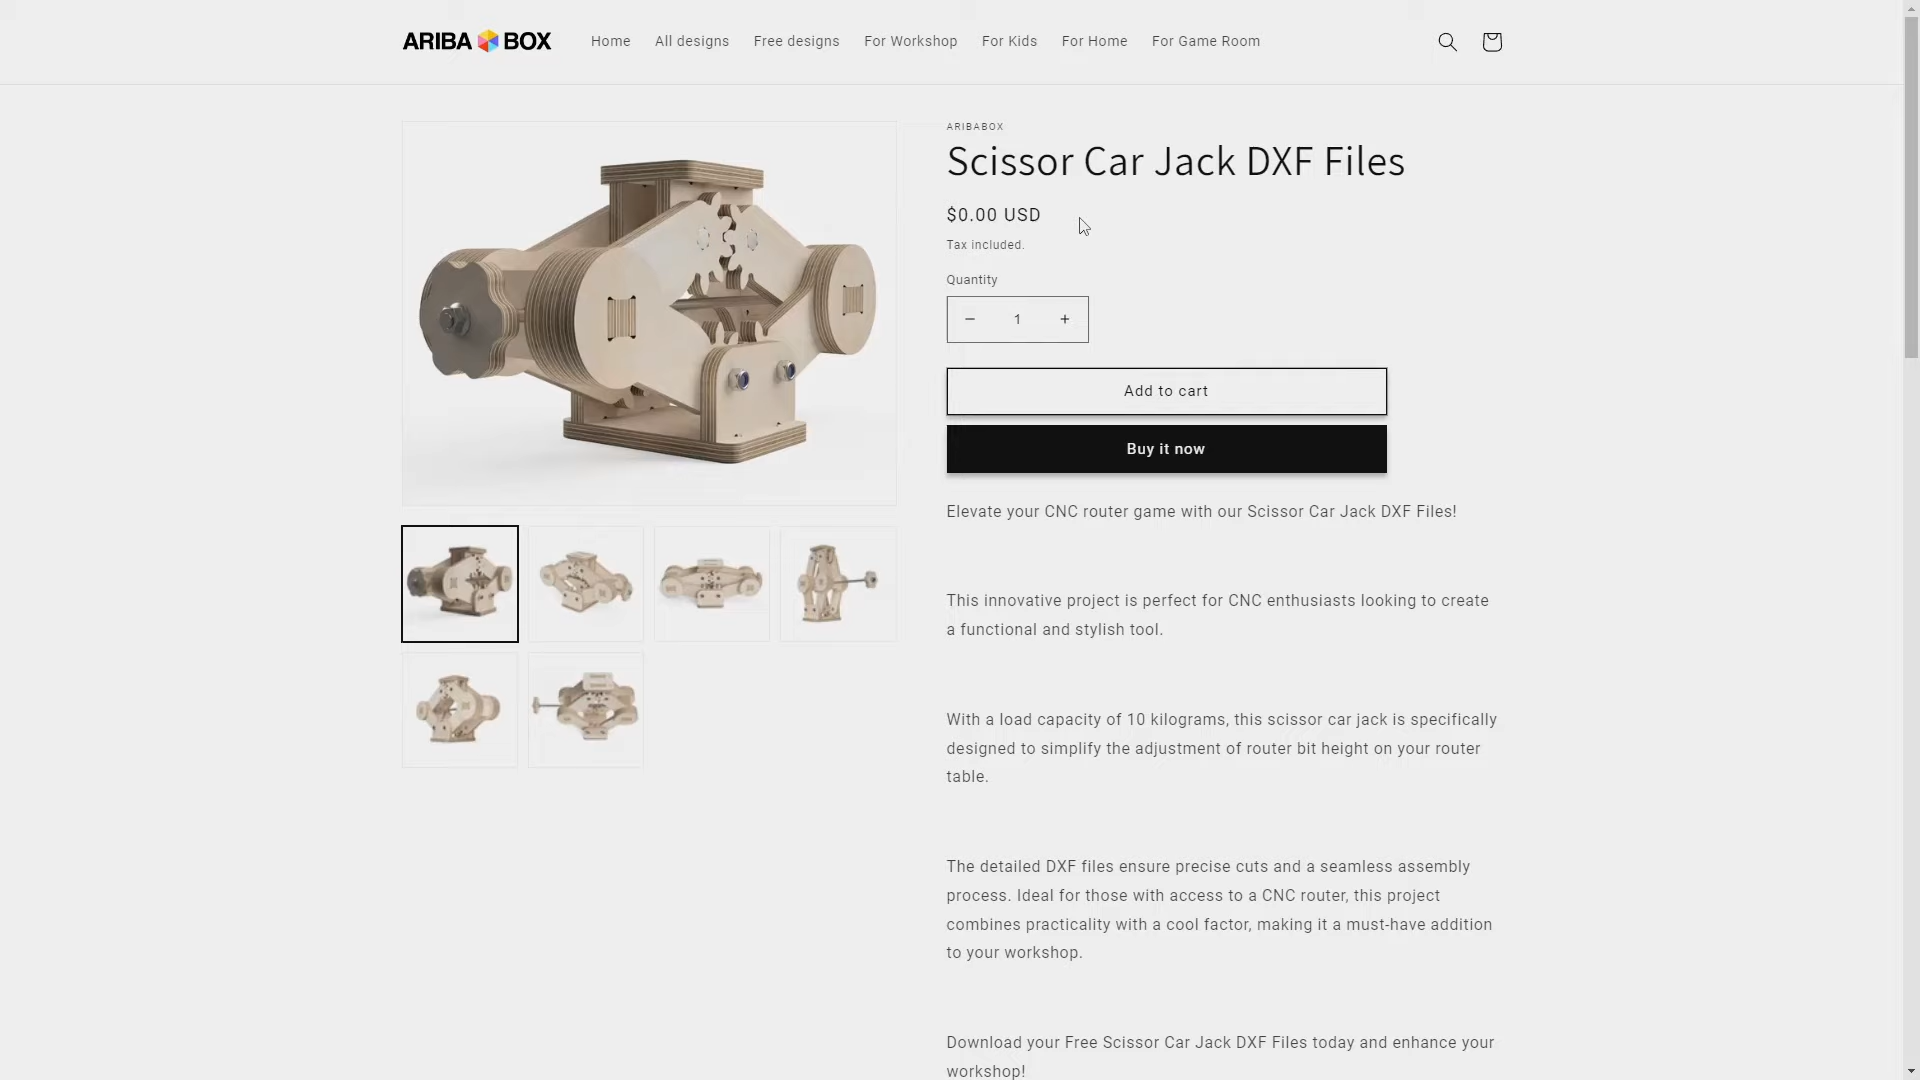 ARIBA BOX
Home
All designs
Free designs
For Workshop
For Kids
For Home
For Game Room
ARIBABOX
Scissor Car Jack DXF Files
$0.00 USD
Tax included.
Quantity
− 1 +
Add to cart
Buy it now
Elevate your CNC router game with our Scissor Car Jack DXF Files!
This innovative project is perfect for CNC enthusiasts looking to create
a functional and stylish tool.
With a load capacity of 10 kilograms, this scissor car jack is specifically
designed to simplify the adjustment of router bit height on your router
table.
The detailed DXF files ensure precise cuts and a seamless assembly
process. Ideal for those with access to a CNC router, this project
combines practicality with a cool factor, making it a must-have addition
to your workshop.
Download your Free Scissor Car Jack DXF Files today and enhance your
workshop!